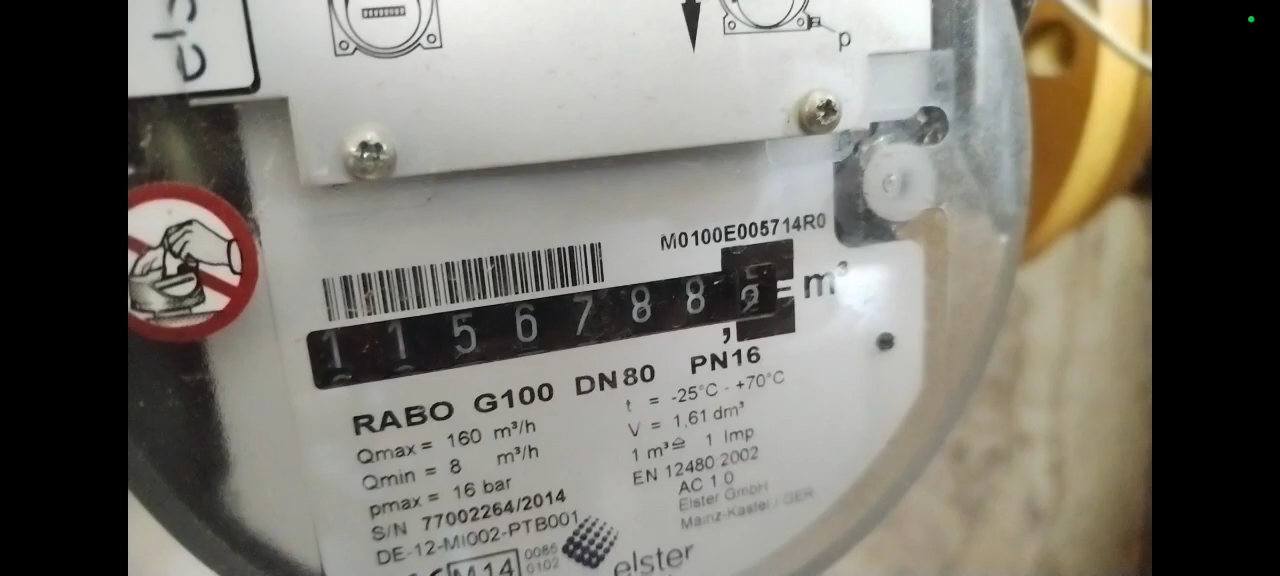 p
M0100E005714R0
1 1 5 6 7 8 8 , = m³
RABO G100 DN80 PN16
Qmax = 160 m³/h
Qmin = 8 m³/h
pmax = 16 bar
S/N 77002264/2014
DE-12-MI002-PTB001
M14 0102
t = -25°C - +70°C
V = 1,61 dm³
1 m³ ≙ 1 Imp
EN 12480:2002
AC 1 0
Elster GmbH
Mainz-Kastel / GER
elster